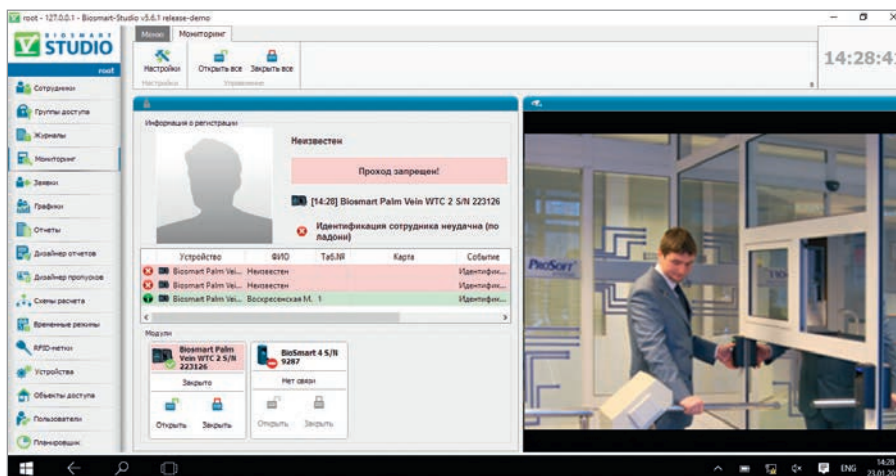 root - 127.0.0.1 - Biosmart-Studio v5.6.1 release-demo
BIOSMART
STUDIO
root
Сотрудники
Группы доступа
Журналы
Мониторинг
Заявки
Графики
Отчеты
Дизайнер отчетов
Дизайнер пропусков
Схемы расчета
Временные режимы
RFID-метки
Устройства
Объекты доступа
Пользователи
Планировщик
Меню Мониторинг
Настройки Открыть все Закрыть все
Настройки Управление
14:28:41
Информация о регистрации
Неизвестен
Проход запрещен!
[14:28] Biosmart Palm Vein WTC 2 S/N 223126
Идентификация сотрудника неудачна (по
ладони)
Устройство ФИО Таб.№ Карта Событие
Biosmart Palm Vei... Неизвестен Идентифик...
Biosmart Palm Vei... Неизвестен Идентифик...
Biosmart Palm Vei... Воскресенская М. 1 Идентифик...
Модули
Biosmart Palm
Vein WTC 2 S/N
223126
Закрыто
Открыть Закрыть
BioSmart 4 S/N
9287
Нет связи
Открыть Закрыть
PROSOFT
ENG
14:28